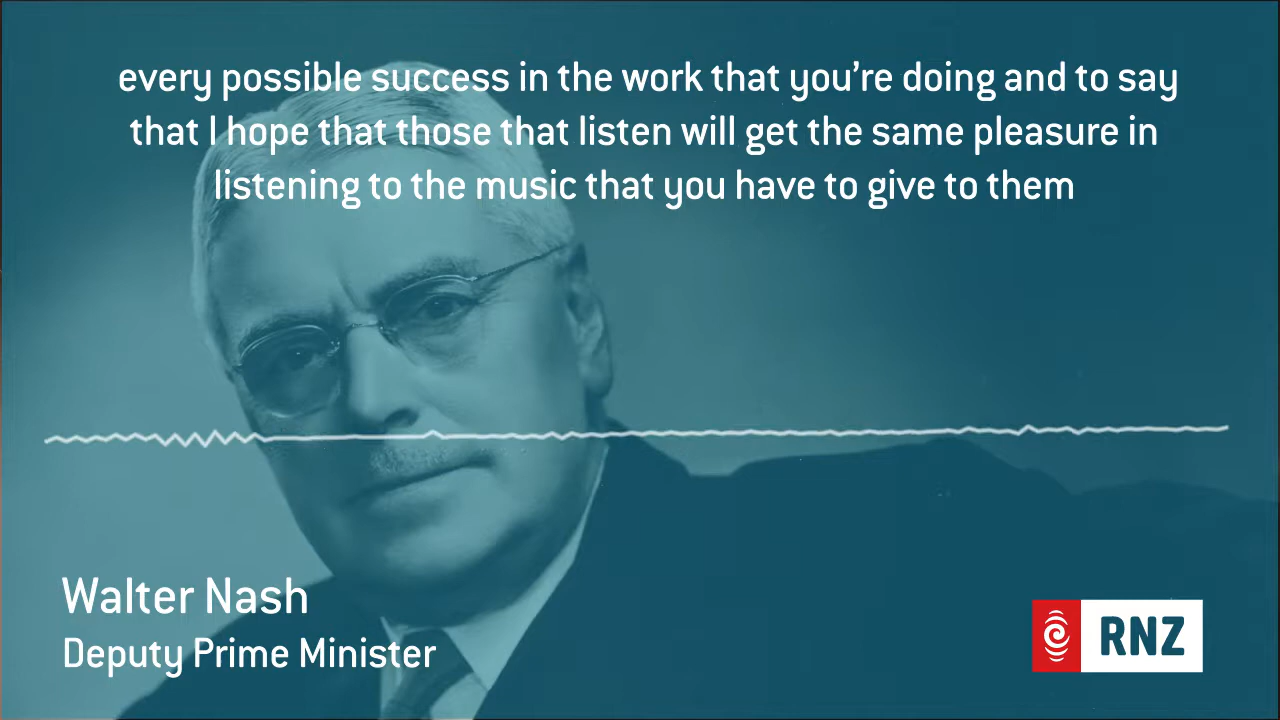 every possible success in the work that you’re doing and to say
that I hope that those that listen will get the same pleasure in
listening to the music that you have to give to them
Walter Nash
Deputy Prime Minister
RNZ